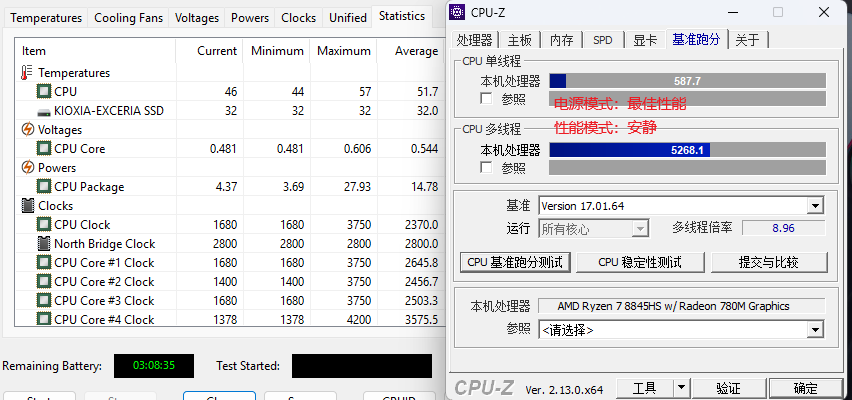 Temperatures Cooling Fans Voltages Powers Clocks Unified Statistics
Item Current Minimum Maximum Average
Temperatures
CPU 46 44 57 51.7
KIOXIA-EXCERIA SSD 32 32 32 32.0
Voltages
CPU Core 0.481 0.481 0.606 0.544
Powers
CPU Package 4.37 3.69 27.93 14.78
Clocks
CPU Clock 1680 1680 3750 2370.0
North Bridge Clock 2800 2800 2800 2800.0
CPU Core #1 Clock 1680 1680 3750 2645.8
CPU Core #2 Clock 1400 1400 3750 2456.7
CPU Core #3 Clock 1680 1680 3750 2503.3
CPU Core #4 Clock 1378 1378 4200 3575.5
Remaining Battery: 03:08:35 Test Started:
CPU-Z
处理器 主板 内存 SPD 显卡 基准跑分 关于
CPU 单线程
本机处理器 587.7
参照
电源模式：最佳性能
性能模式：安静
CPU 多线程
本机处理器 5268.1
参照
基准 Version 17.01.64
运行 所有核心 多线程倍率 8.96
CPU 基准跑分测试 CPU 稳定性测试 提交与比较
本机处理器 AMD Ryzen 7 8845HS w/ Radeon 780M Graphics
参照 <请选择>
CPU-Z Ver. 2.13.0.x64 工具 验证 确定